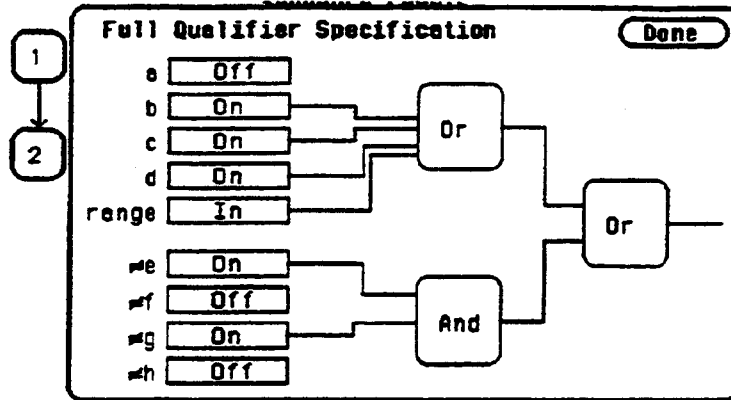 Full Qualifier Specification
Done
1
2
a Off
b On
c On
d On
range In
Or
Or
≠e On
≠f Off
≠g On
≠h Off
And